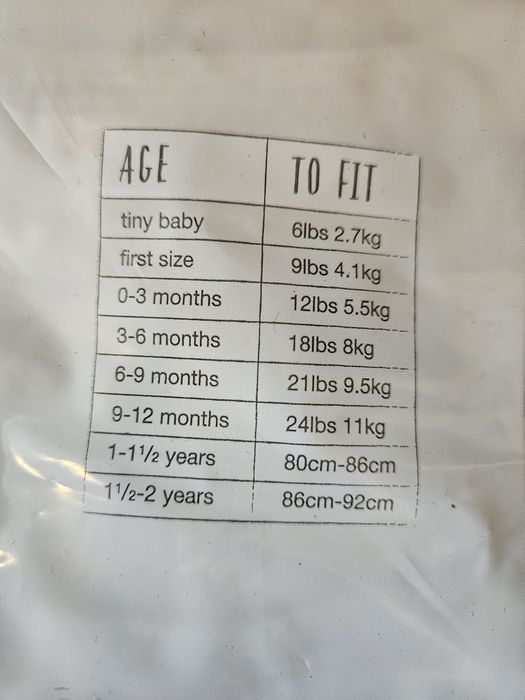 AGE TO FIT
tiny baby 6lbs 2.7kg
first size 9lbs 4.1kg
0-3 months 12lbs 5.5kg
3-6 months 18lbs 8kg
6-9 months 21lbs 9.5kg
9-12 months 24lbs 11kg
1-1½ years 80cm-86cm
1½-2 years 86cm-92cm